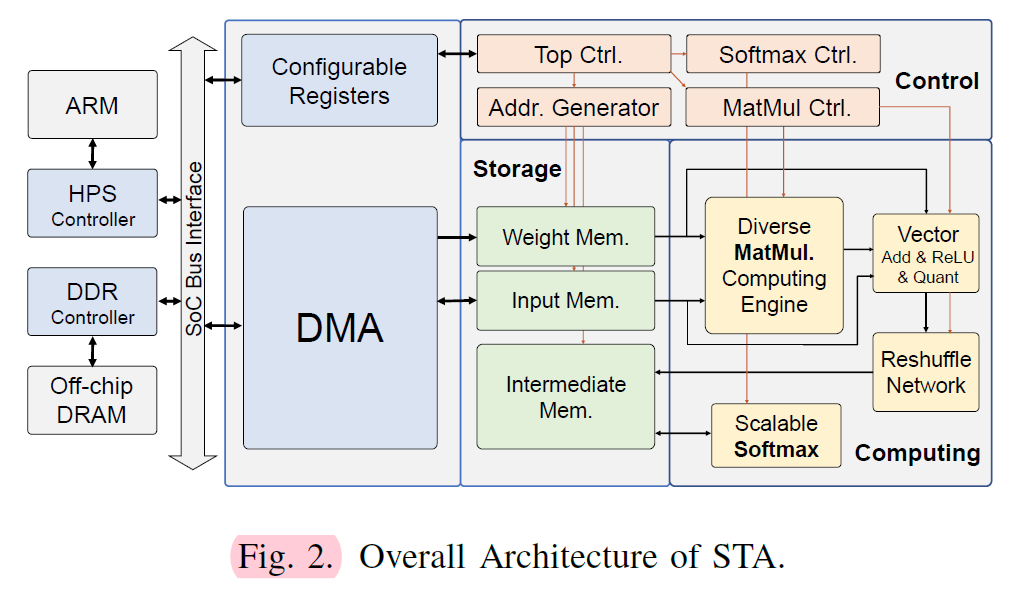 ARM
HPS
Controller
DDR
Controller
Off-chip
DRAM
SoC Bus Interface
Configurable
Registers
DMA
Top Ctrl.
Softmax Ctrl.
Addr. Generator
MatMul Ctrl.
Control
Storage
Weight Mem.
Input Mem.
Intermediate
Mem.
Diverse
MatMul.
Computing
Engine
Vector
Add & ReLU
& Quant
Reshuffle
Network
Scalable
Softmax
Computing
Fig. 2. Overall Architecture of STA.